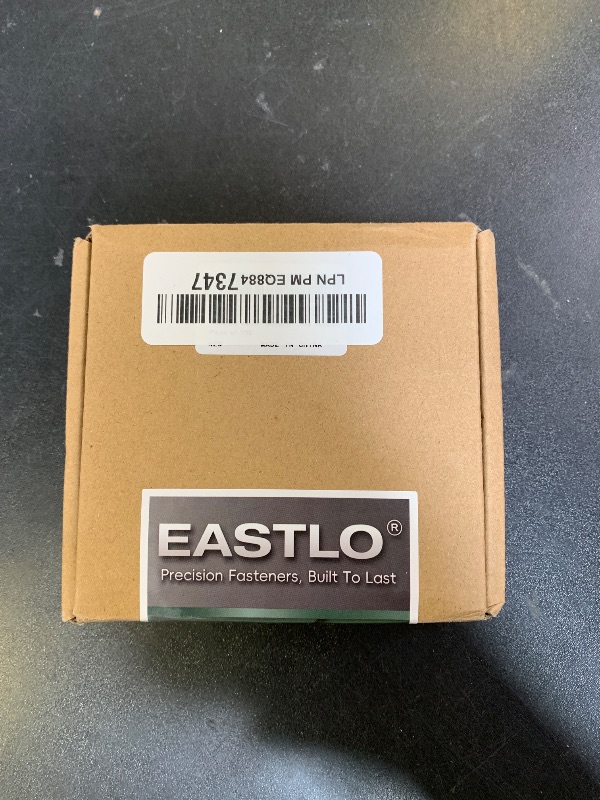 LPN PM EQ8847347
MADE IN CHINA
EASTLO®
Precision Fasteners, Built To Last